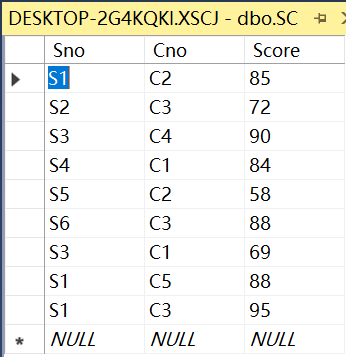 DESKTOP-2G4KQKI.XSCJ - dbo.SC
Sno Cno Score
S1 C2 85
S2 C3 72
S3 C4 90
S4 C1 84
S5 C2 58
S6 C3 88
S3 C1 69
S1 C5 88
S1 C3 95
* NULL NULL NULL